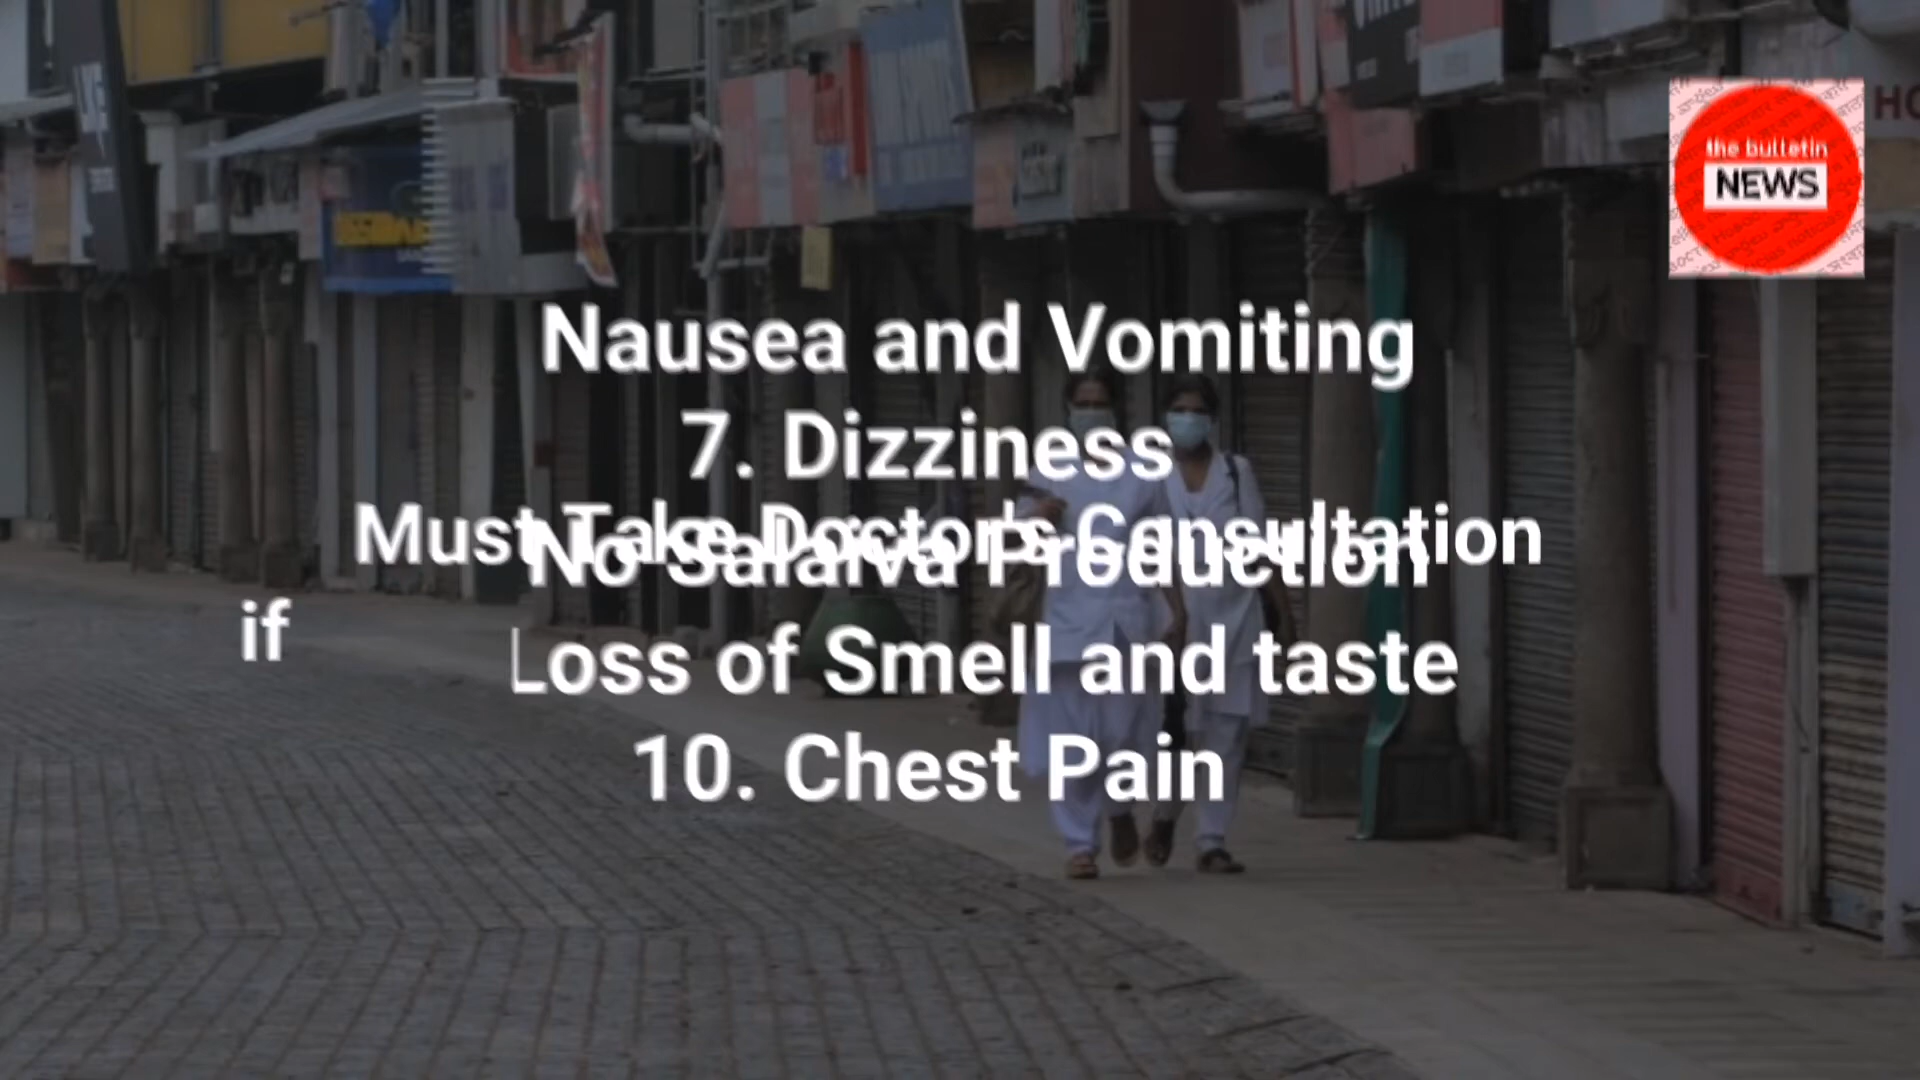 the bulletin
NEWS
Nausea and Vomiting
7. Dizziness
Must Take Doctor's Consultation
No Salaiva Production
if
Loss of Smell and taste
10. Chest Pain